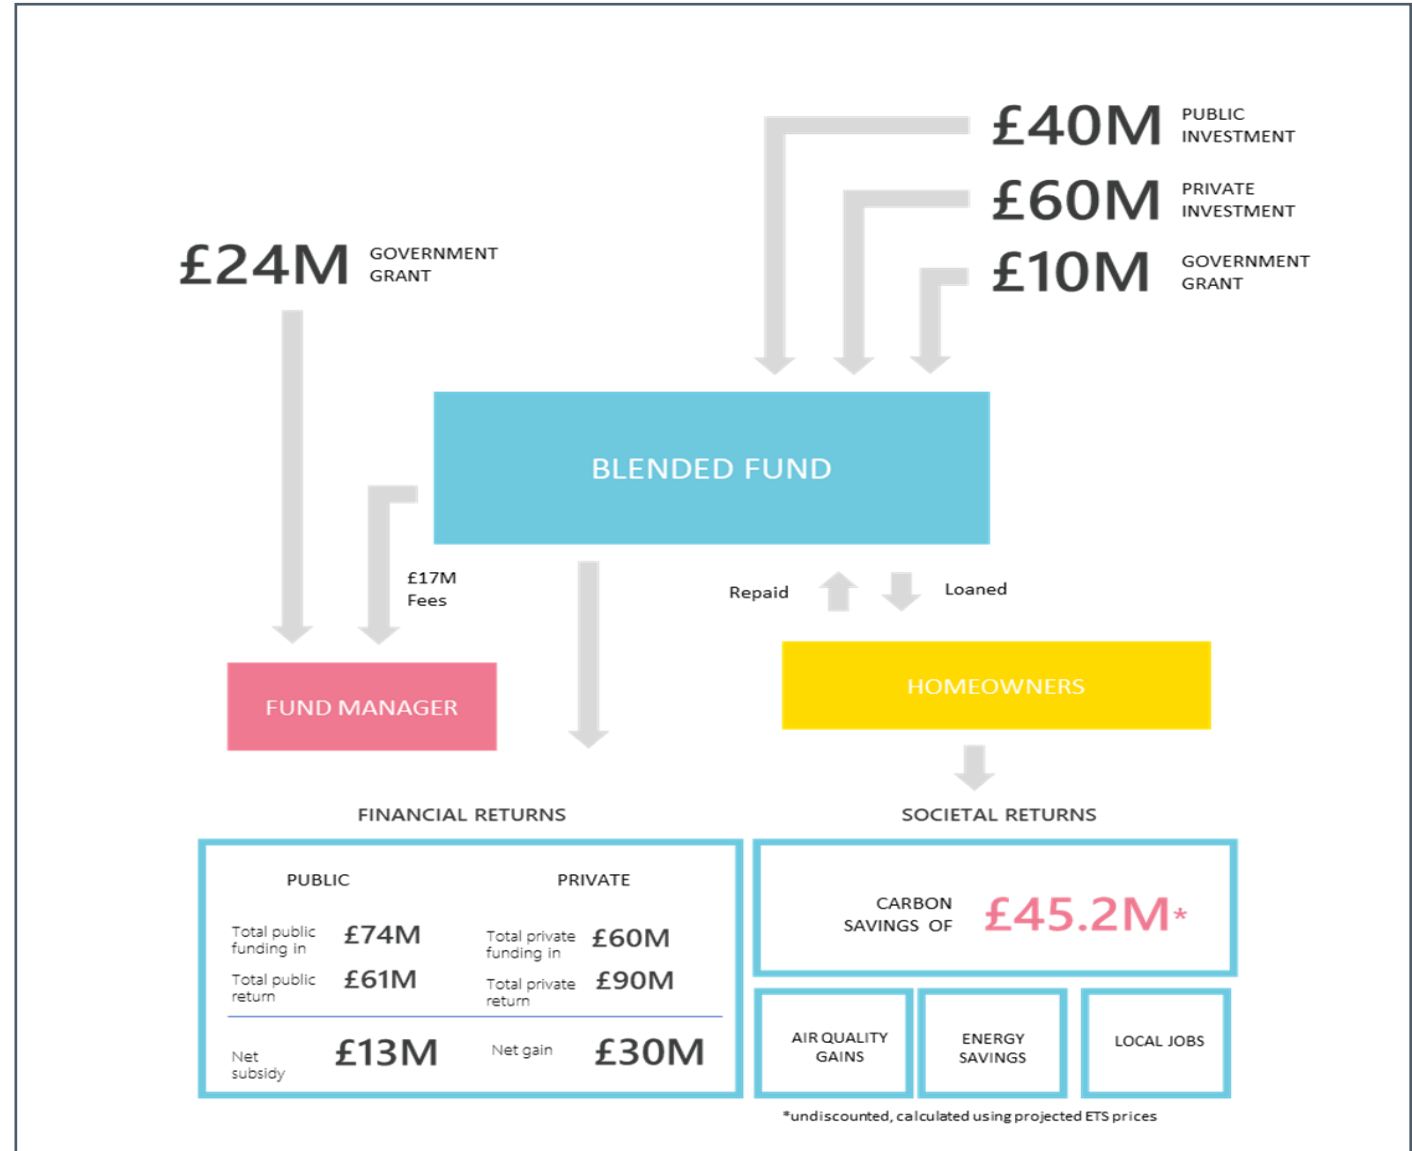 £40M PUBLIC
INVESTMENT
£60M PRIVATE
INVESTMENT
£24M GOVERNMENT
GRANT
£10M GOVERNMENT
GRANT
BLENDED FUND
£17M
Fees
Repaid
Loaned
FUND MANAGER
HOMEOWNERS
FINANCIAL RETURNS
PUBLIC
Total public
funding in
£74M
Total public
return
£61M
Net
subsidy
£13M
PRIVATE
Total private
funding in
£60M
Total private
return
£90M
Net gain
£30M
SOCIETAL RETURNS
CARBON
SAVINGS OF
£45.2M*
AIR QUALITY
GAINS
ENERGY
SAVINGS
LOCAL JOBS
*undiscounted, calculated using projected ETS prices